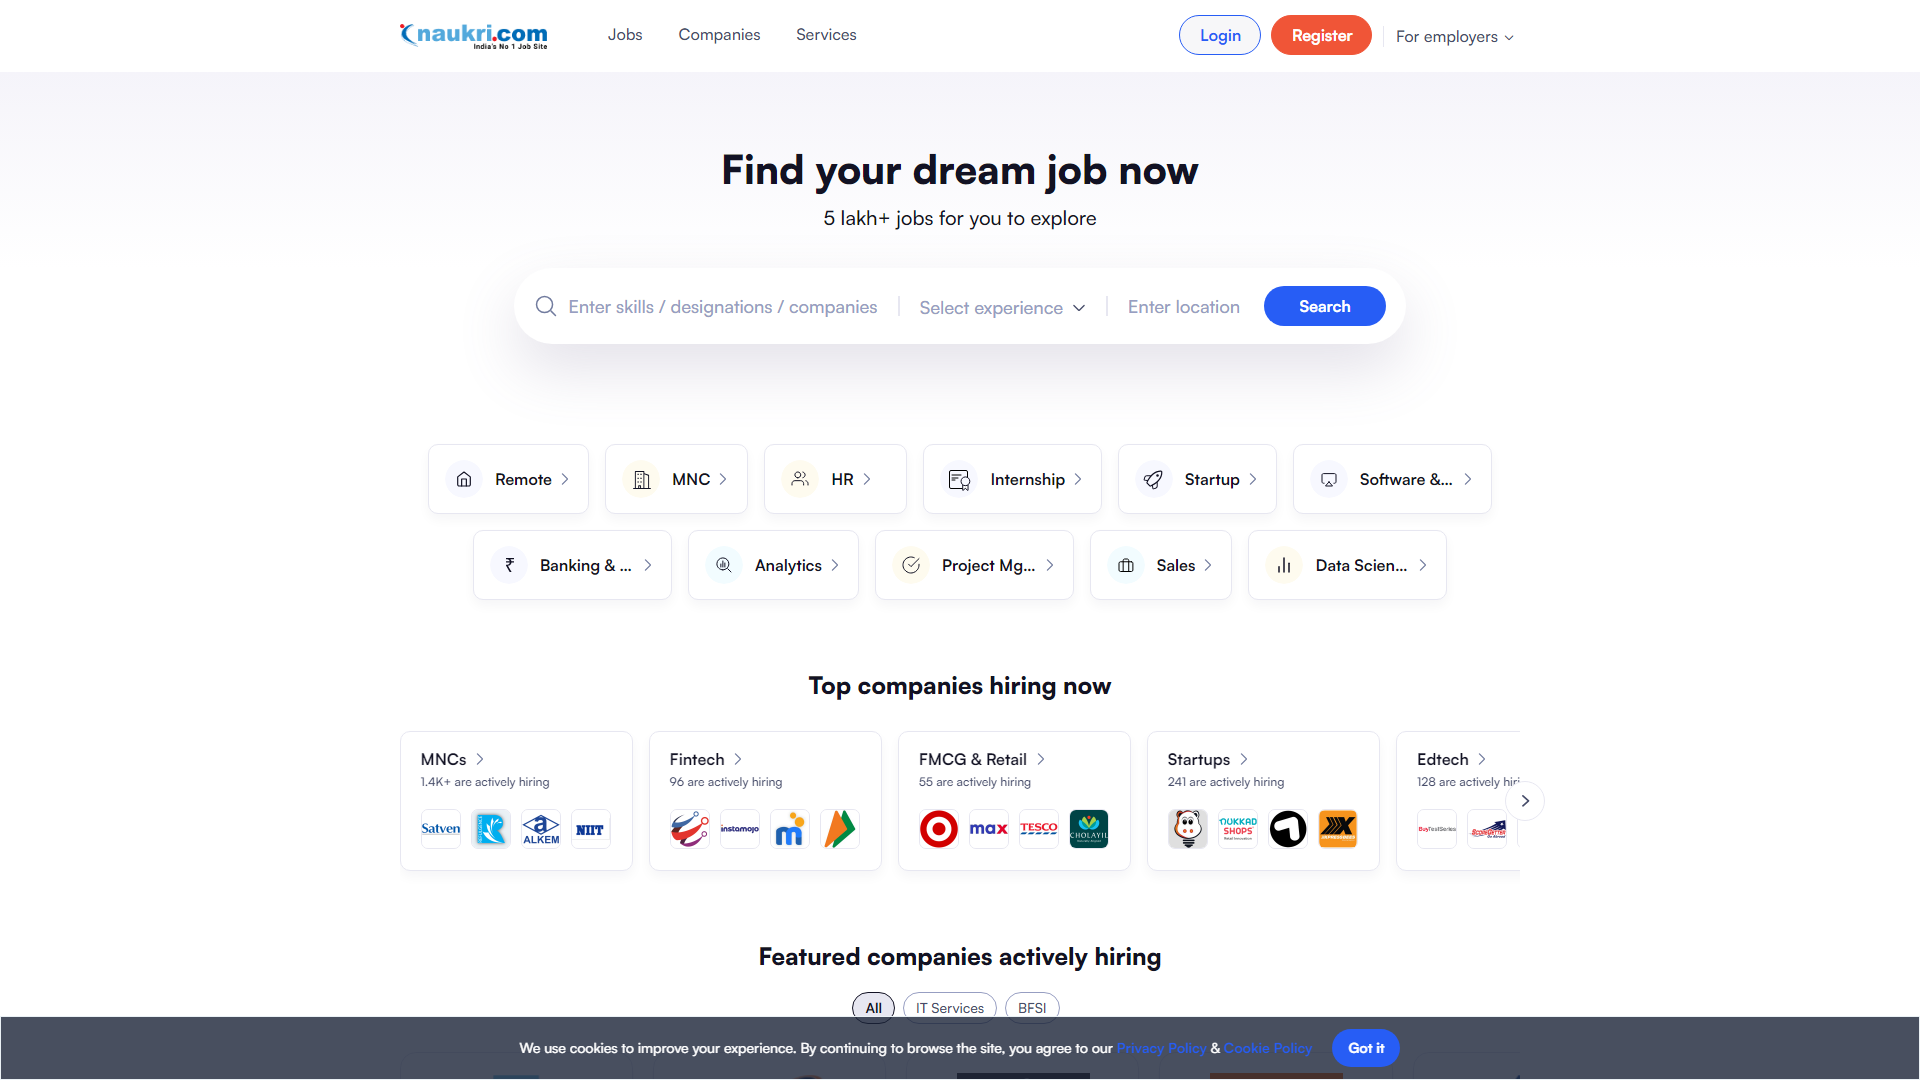 naukri.com
India's No 1 Job Site
Jobs
Companies
Services
Login
Register
For employers
Find your dream job now
5 lakh+ jobs for you to explore
Enter skills / designations / companies
Select experience
Enter location
Search
Remote
MNC
HR
Internship
Startup
Software &...
Banking & ...
Analytics
Project Mg...
Sales
Data Scien...
Top companies hiring now
MNCs
1.4K+ are actively hiring
Satven
ALKEM
NIIT
Fintech
96 are actively hiring
instamojo
FMCG & Retail
55 are actively hiring
max
TESCO
CHOLAYIL
Startups
241 are actively hiring
NUKKAD
SHOPS
Edtech
128 are actively hiri
BuyTestSeries
Featured companies actively hiring
All
IT Services
BFSI
We use cookies to improve your experience. By continuing to browse the site, you agree to our Privacy Policy & Cookie Policy
Got it